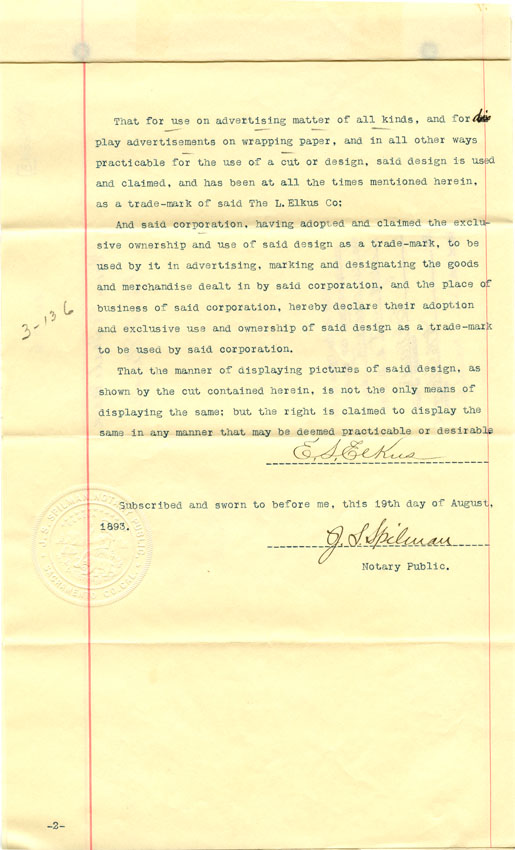 That for use on advertising matter of all kinds, and for dis
play advertisements on wrapping paper, and in all other ways
practicable for the use of a cut or design, said design is used
and claimed, and has been at all the times mentioned herein,
as a trade-mark of said The L. Elkus Co:
And said corporation, having adopted and claimed the exclu-
sive ownership and use of said design as a trade-mark, to be
used by it in advertising, marking and designating the goods
and merchandise dealt in by said corporation, and the place of
business of said corporation, hereby declare their adoption
and exclusive use and ownership of said design as a trade-mark
to be used by said corporation.
3-136
That the manner of displaying pictures of said design, as
shown by the cut contained herein, is not the only means of
displaying the same; but the right is claimed to display the
same in any manner that may be deemed practicable or desirable
E. S. Elkus
Subscribed and sworn to before me, this 19th day of August,
1893.
J. S. Spilman
Notary Public.
SPILMAN NOTARY PUBLIC
SACRAMENTO CO. CAL.
-2-